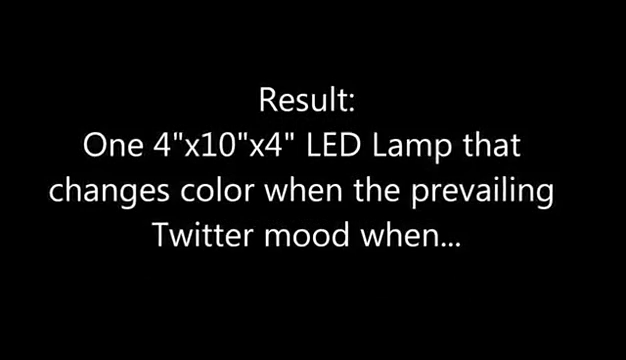 Result:
One 4"x10"x4" LED Lamp that
changes color when the prevailing
Twitter mood when...